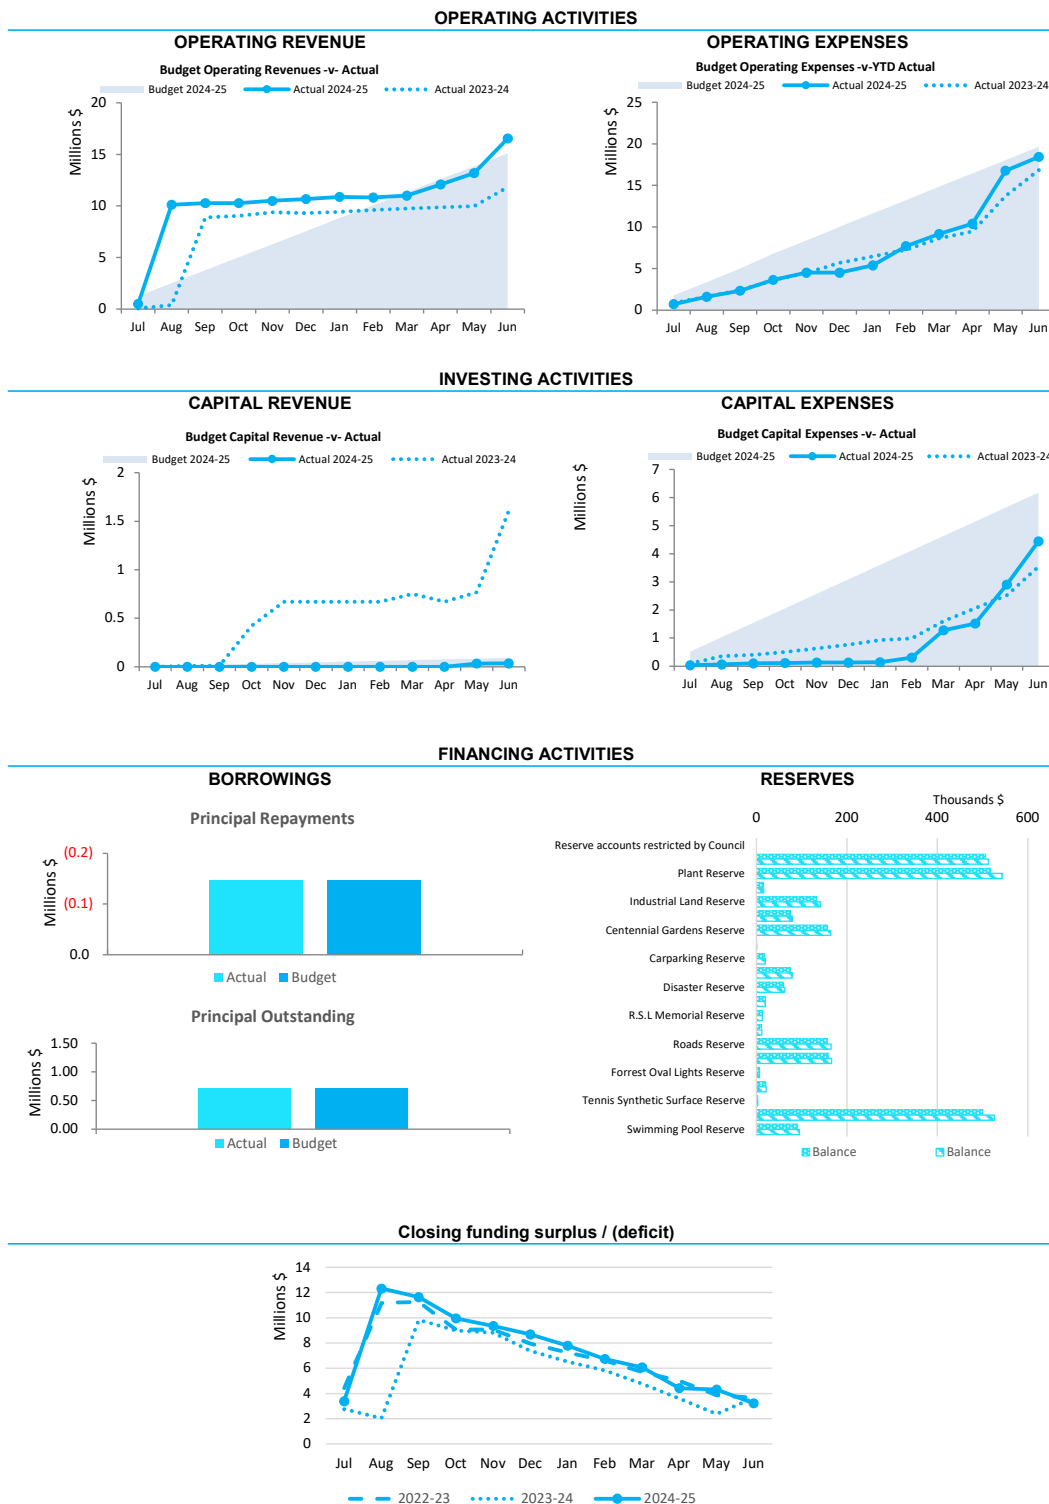 OPERATING ACTIVITIES
OPERATING REVENUE
Budget Operating Revenues -v- Actual
Budget 2024-25 Actual 2024-25 Actual 2023-24
Millions $
20
15
10
5
0
Jul Aug Sep Oct Nov Dec Jan Feb Mar Apr May Jun
OPERATING EXPENSES
Budget Operating Expenses -v-YTD Actual
Budget 2024-25 Actual 2024-25 Actual 2023-24
Millions $
25
20
15
10
5
0
Jul Aug Sep Oct Nov Dec Jan Feb Mar Apr May Jun
INVESTING ACTIVITIES
CAPITAL REVENUE
Budget Capital Revenue -v- Actual
Budget 2024-25 Actual 2024-25 Actual 2023-24
Millions $
2
1.5
1
0.5
0
Jul Aug Sep Oct Nov Dec Jan Feb Mar Apr May Jun
CAPITAL EXPENSES
Budget Capital Expenses -v- Actual
Budget 2024-25 Actual 2024-25 Actual 2023-24
Millions $
7
6
5
4
3
2
1
0
Jul Aug Sep Oct Nov Dec Jan Feb Mar Apr May Jun
FINANCING ACTIVITIES
BORROWINGS
Principal Repayments
Millions $
(0.2)
(0.1)
0.0
Actual Budget
Principal Outstanding
Millions $
1.50
1.00
0.50
0.00
Actual Budget
RESERVES
Thousands $
0 200 400 600
Reserve accounts restricted by Council
Plant Reserve
Industrial Land Reserve
Centennial Gardens Reserve
Carparking Reserve
Disaster Reserve
R.S.L Memorial Reserve
Roads Reserve
Forrest Oval Lights Reserve
Tennis Synthetic Surface Reserve
Swimming Pool Reserve
Balance Balance
Closing funding surplus / (deficit)
Millions $
14
12
10
8
6
4
2
0
Jul Aug Sep Oct Nov Dec Jan Feb Mar Apr May Jun
2022-23 2023-24 2024-25